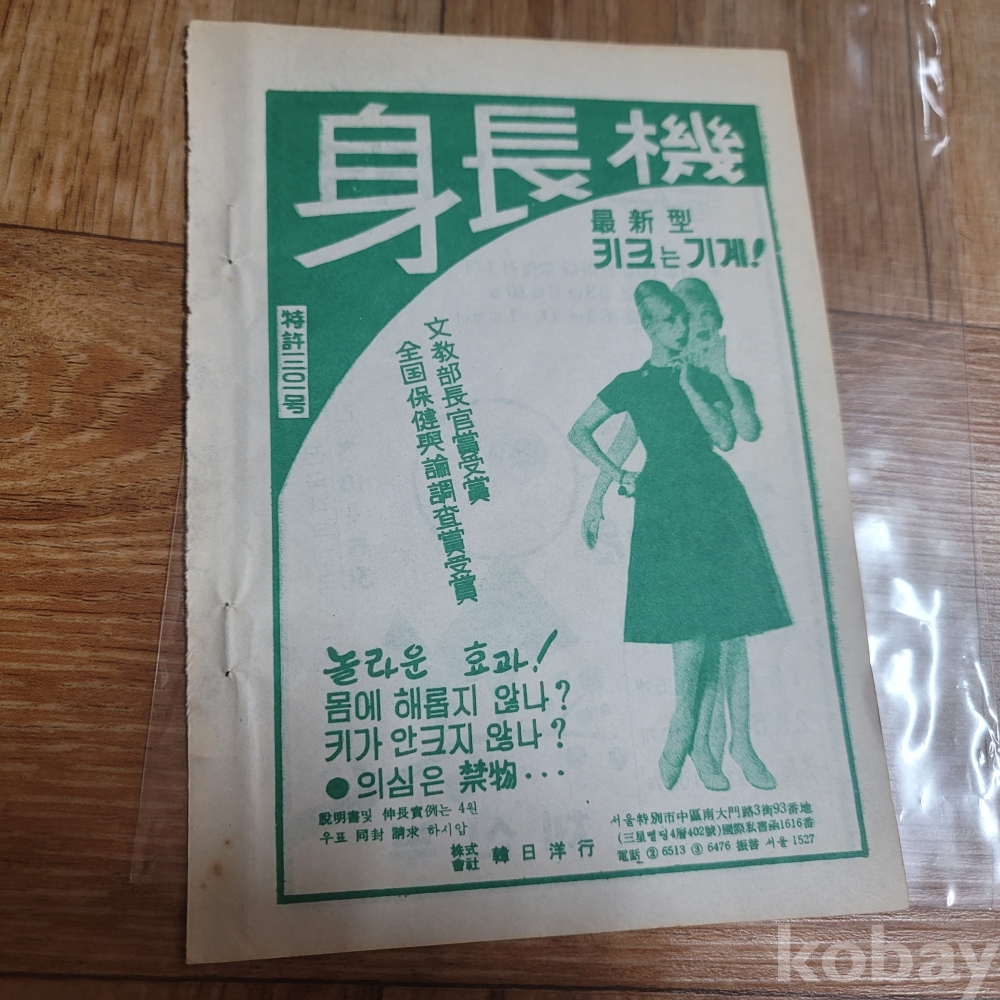 身長機
最新型
키크는기계!
特許三〇一号
文教部長官賞受賞
全国保健與論調査賞受賞
놀라운 효과!
몸에 해롭지 않나?
키가 안크지 않나?
● 의심은 禁物...
說明書및 伸長實例는 4원
우표 同封 請求 하시압
株式會社 韓日洋行
서울特別市中區南大門路3街93番地
(三星삘딩4層402號)國際私書函1616番
電話 ② 6513 ③ 6476 振替 서울 1527
kobay